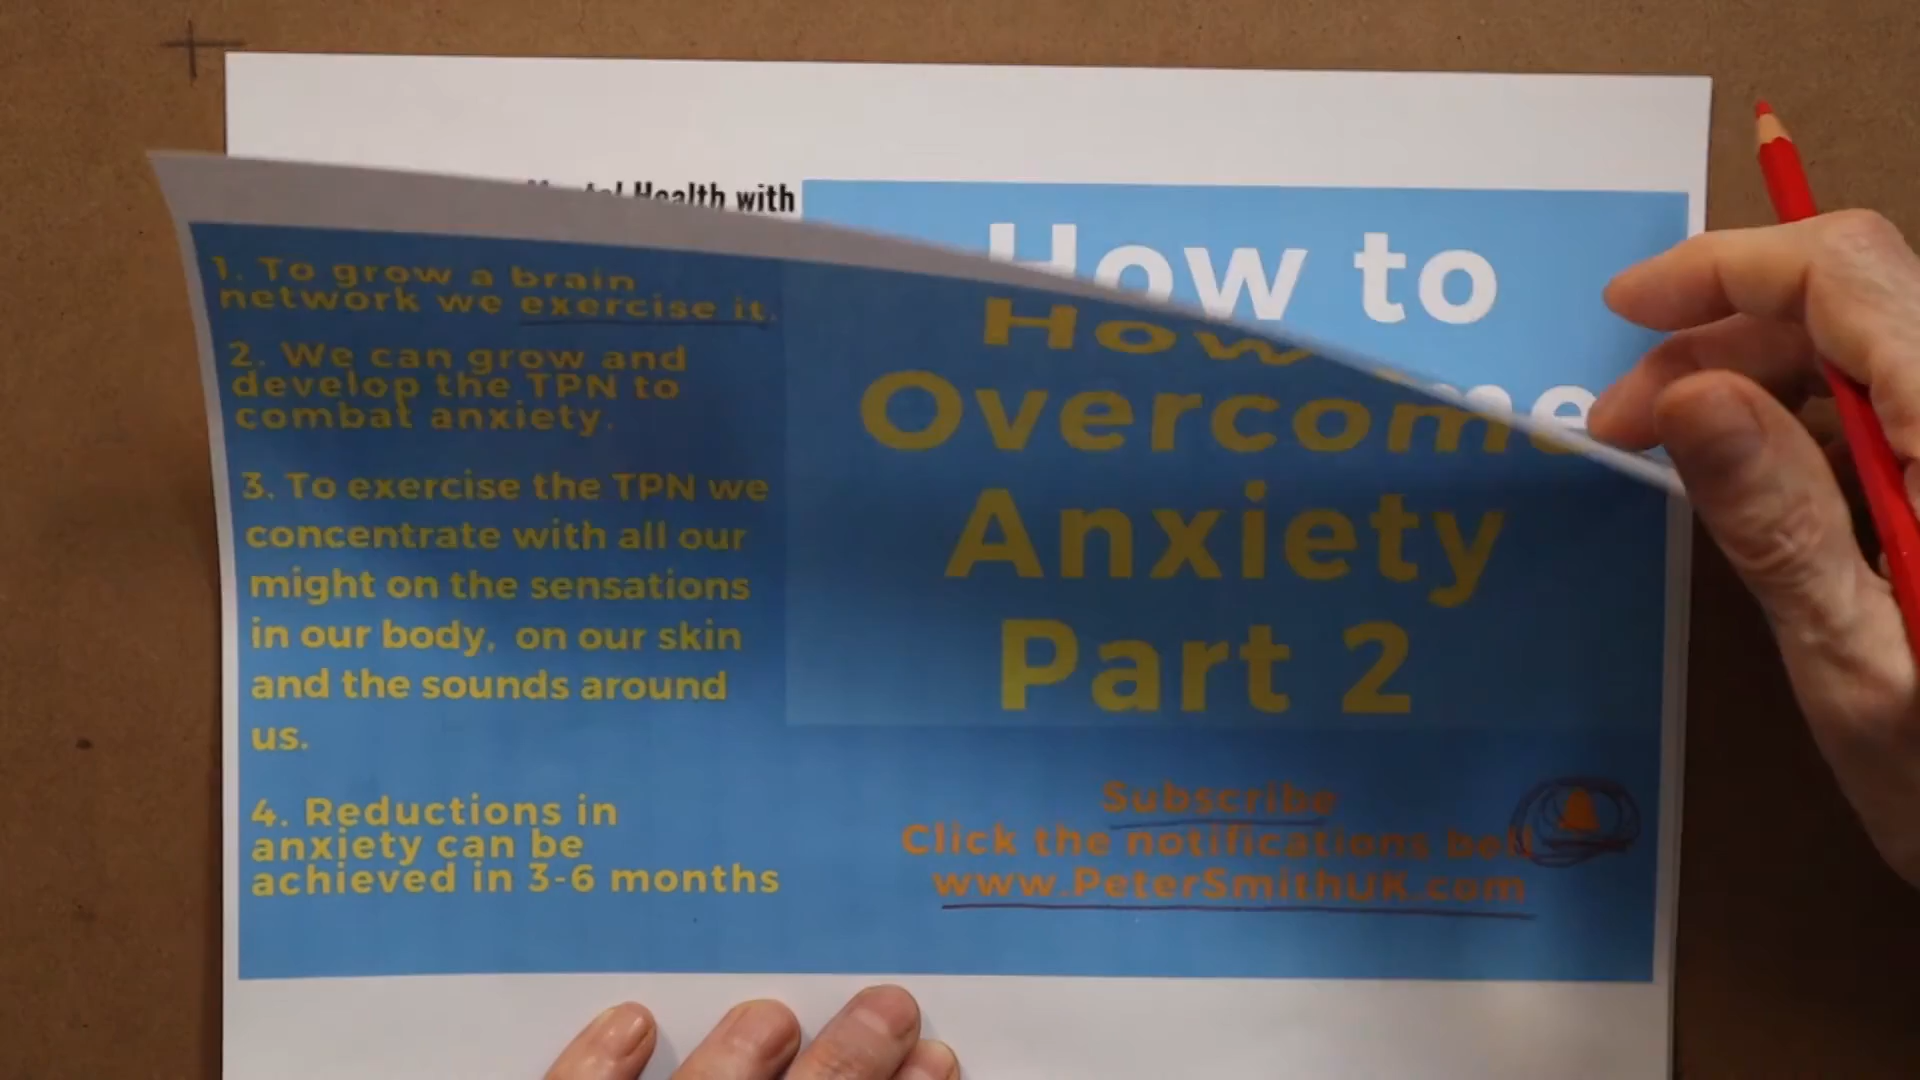 Mental Health with
How to
1. To grow a brain
network we exercise it.
2. We can grow and
develop the TPN to
combat anxiety.
3. To exercise the TPN we
concentrate with all our
might on the sensations
in our body, on our skin
and the sounds around
us.
4. Reductions in
anxiety can be
achieved in 3-6 months
How
Overcome
Anxiety
Part 2
Subscribe
Click the notifications bell
www.PeterSmithUK.com